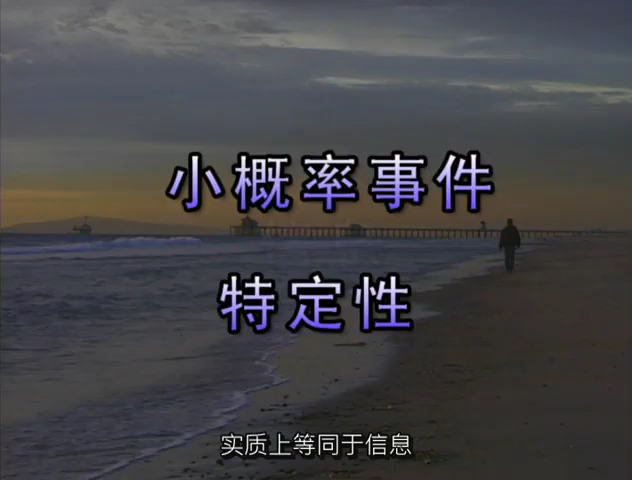 小概率事件
特定性
实质上等同于信息